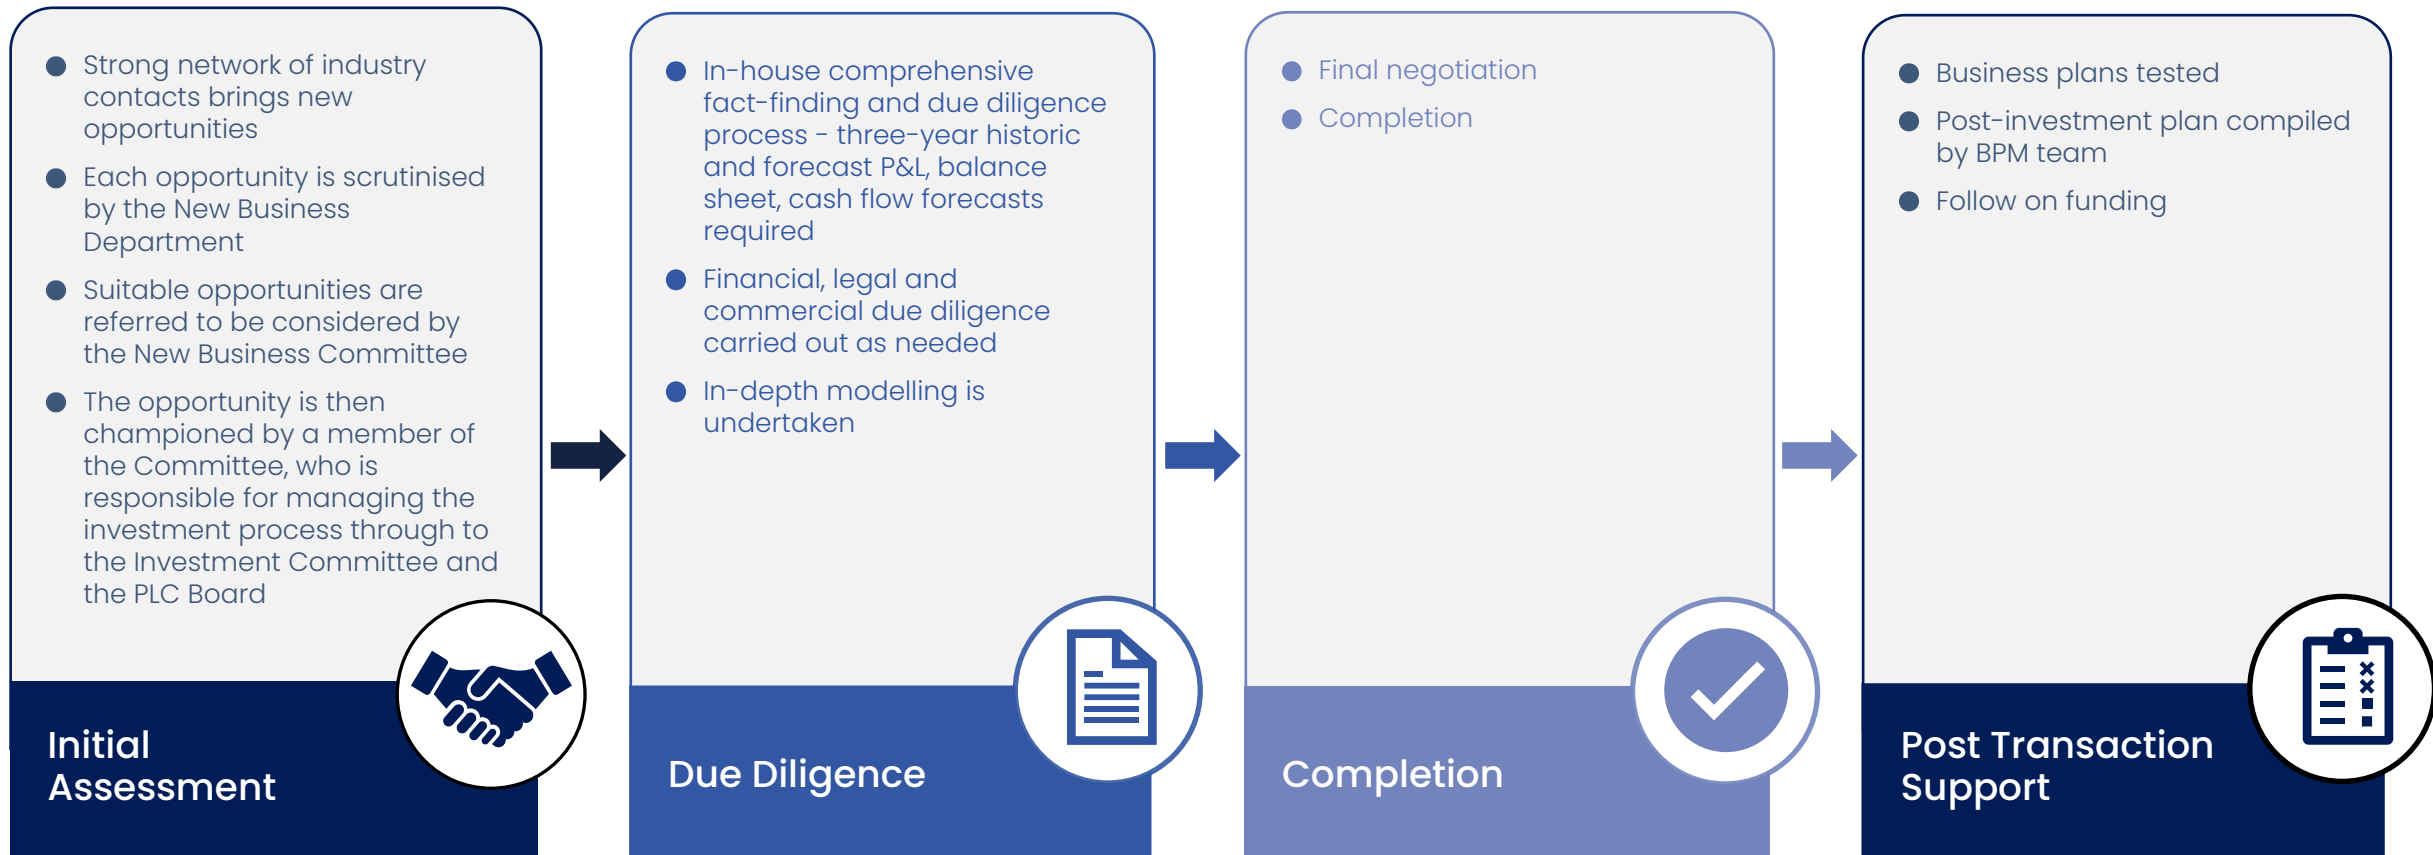 Strong network of industry
contacts brings new
opportunities
Each opportunity is scrutinised
by the New Business
Department
Suitable opportunities are
referred to be considered by
the New Business Committee
The opportunity is then
championed by a member of
the Committee, who is
responsible for managing the
investment process through to
the Investment Committee and
the PLC Board
Initial
Assessment
In-house comprehensive
fact-finding and due diligence
process - three-year historic
and forecast P&L, balance
sheet, cash flow forecasts
required
Financial, legal and
commercial due diligence
carried out as needed
In-depth modelling is
undertaken
Due Diligence
Final negotiation
Completion
Completion
Business plans tested
Post-investment plan compiled
by BPM team
Follow on funding
Post Transaction
Support